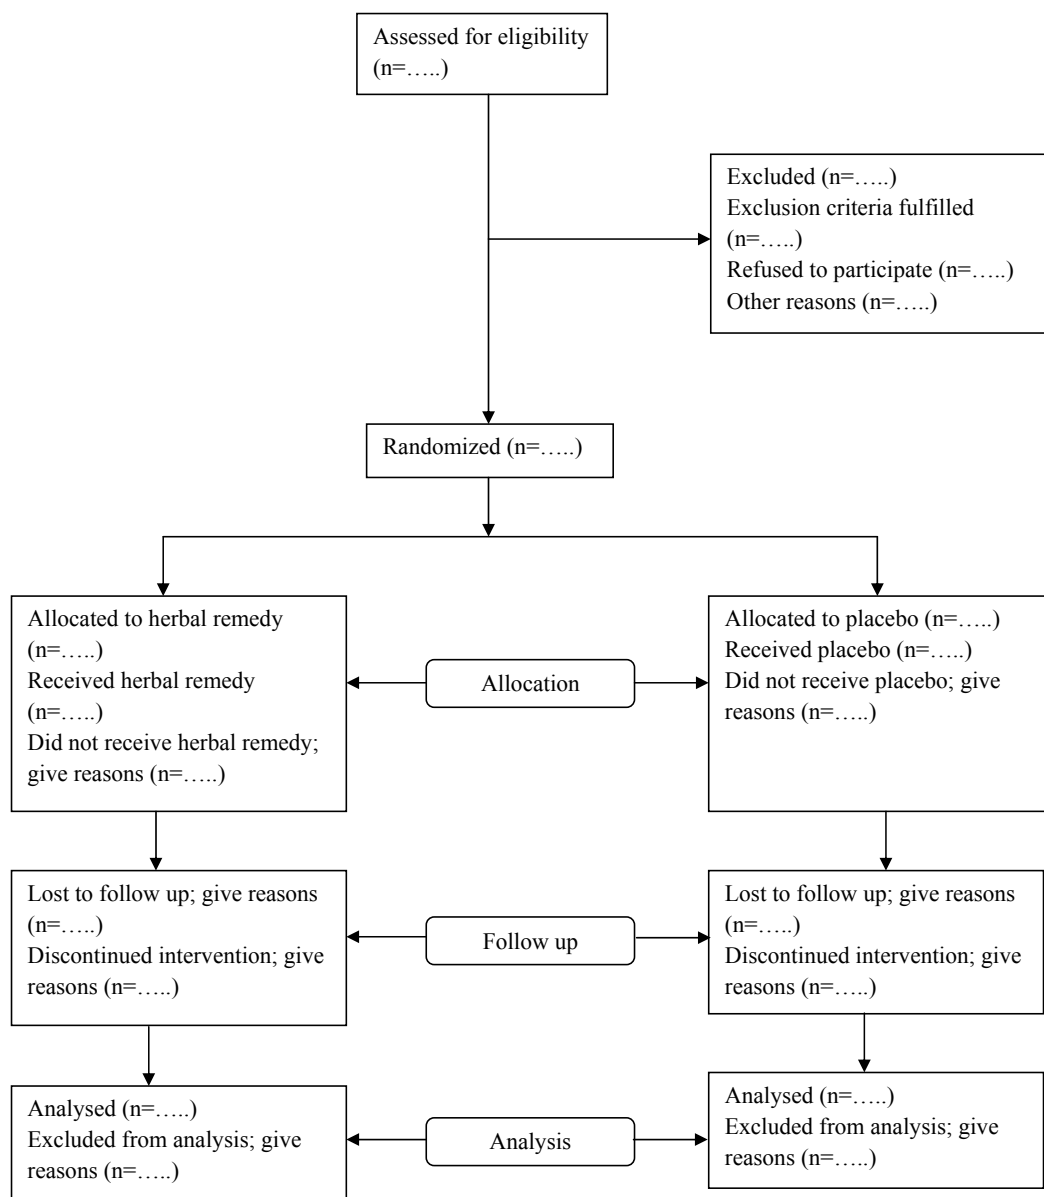 Assessed for eligibility
(n=…..)
Excluded (n=…..)
Exclusion criteria fulfilled
(n=…..)
Refused to participate (n=…..)
Other reasons (n=…..)
Randomized (n=…..)
Allocated to herbal remedy
(n=…..)
Received herbal remedy
(n=…..)
Did not receive herbal remedy;
give reasons (n=…..)
Allocation
Allocated to placebo (n=…..)
Received placebo (n=…..)
Did not receive placebo; give
reasons (n=…..)
Lost to follow up; give reasons
(n=…..)
Discontinued intervention; give
reasons (n=…..)
Follow up
Lost to follow up; give reasons
(n=…..)
Discontinued intervention; give
reasons (n=…..)
Analysed (n=…..)
Excluded from analysis; give
reasons (n=…..)
Analysis
Analysed (n=…..)
Excluded from analysis; give
reasons (n=…..)